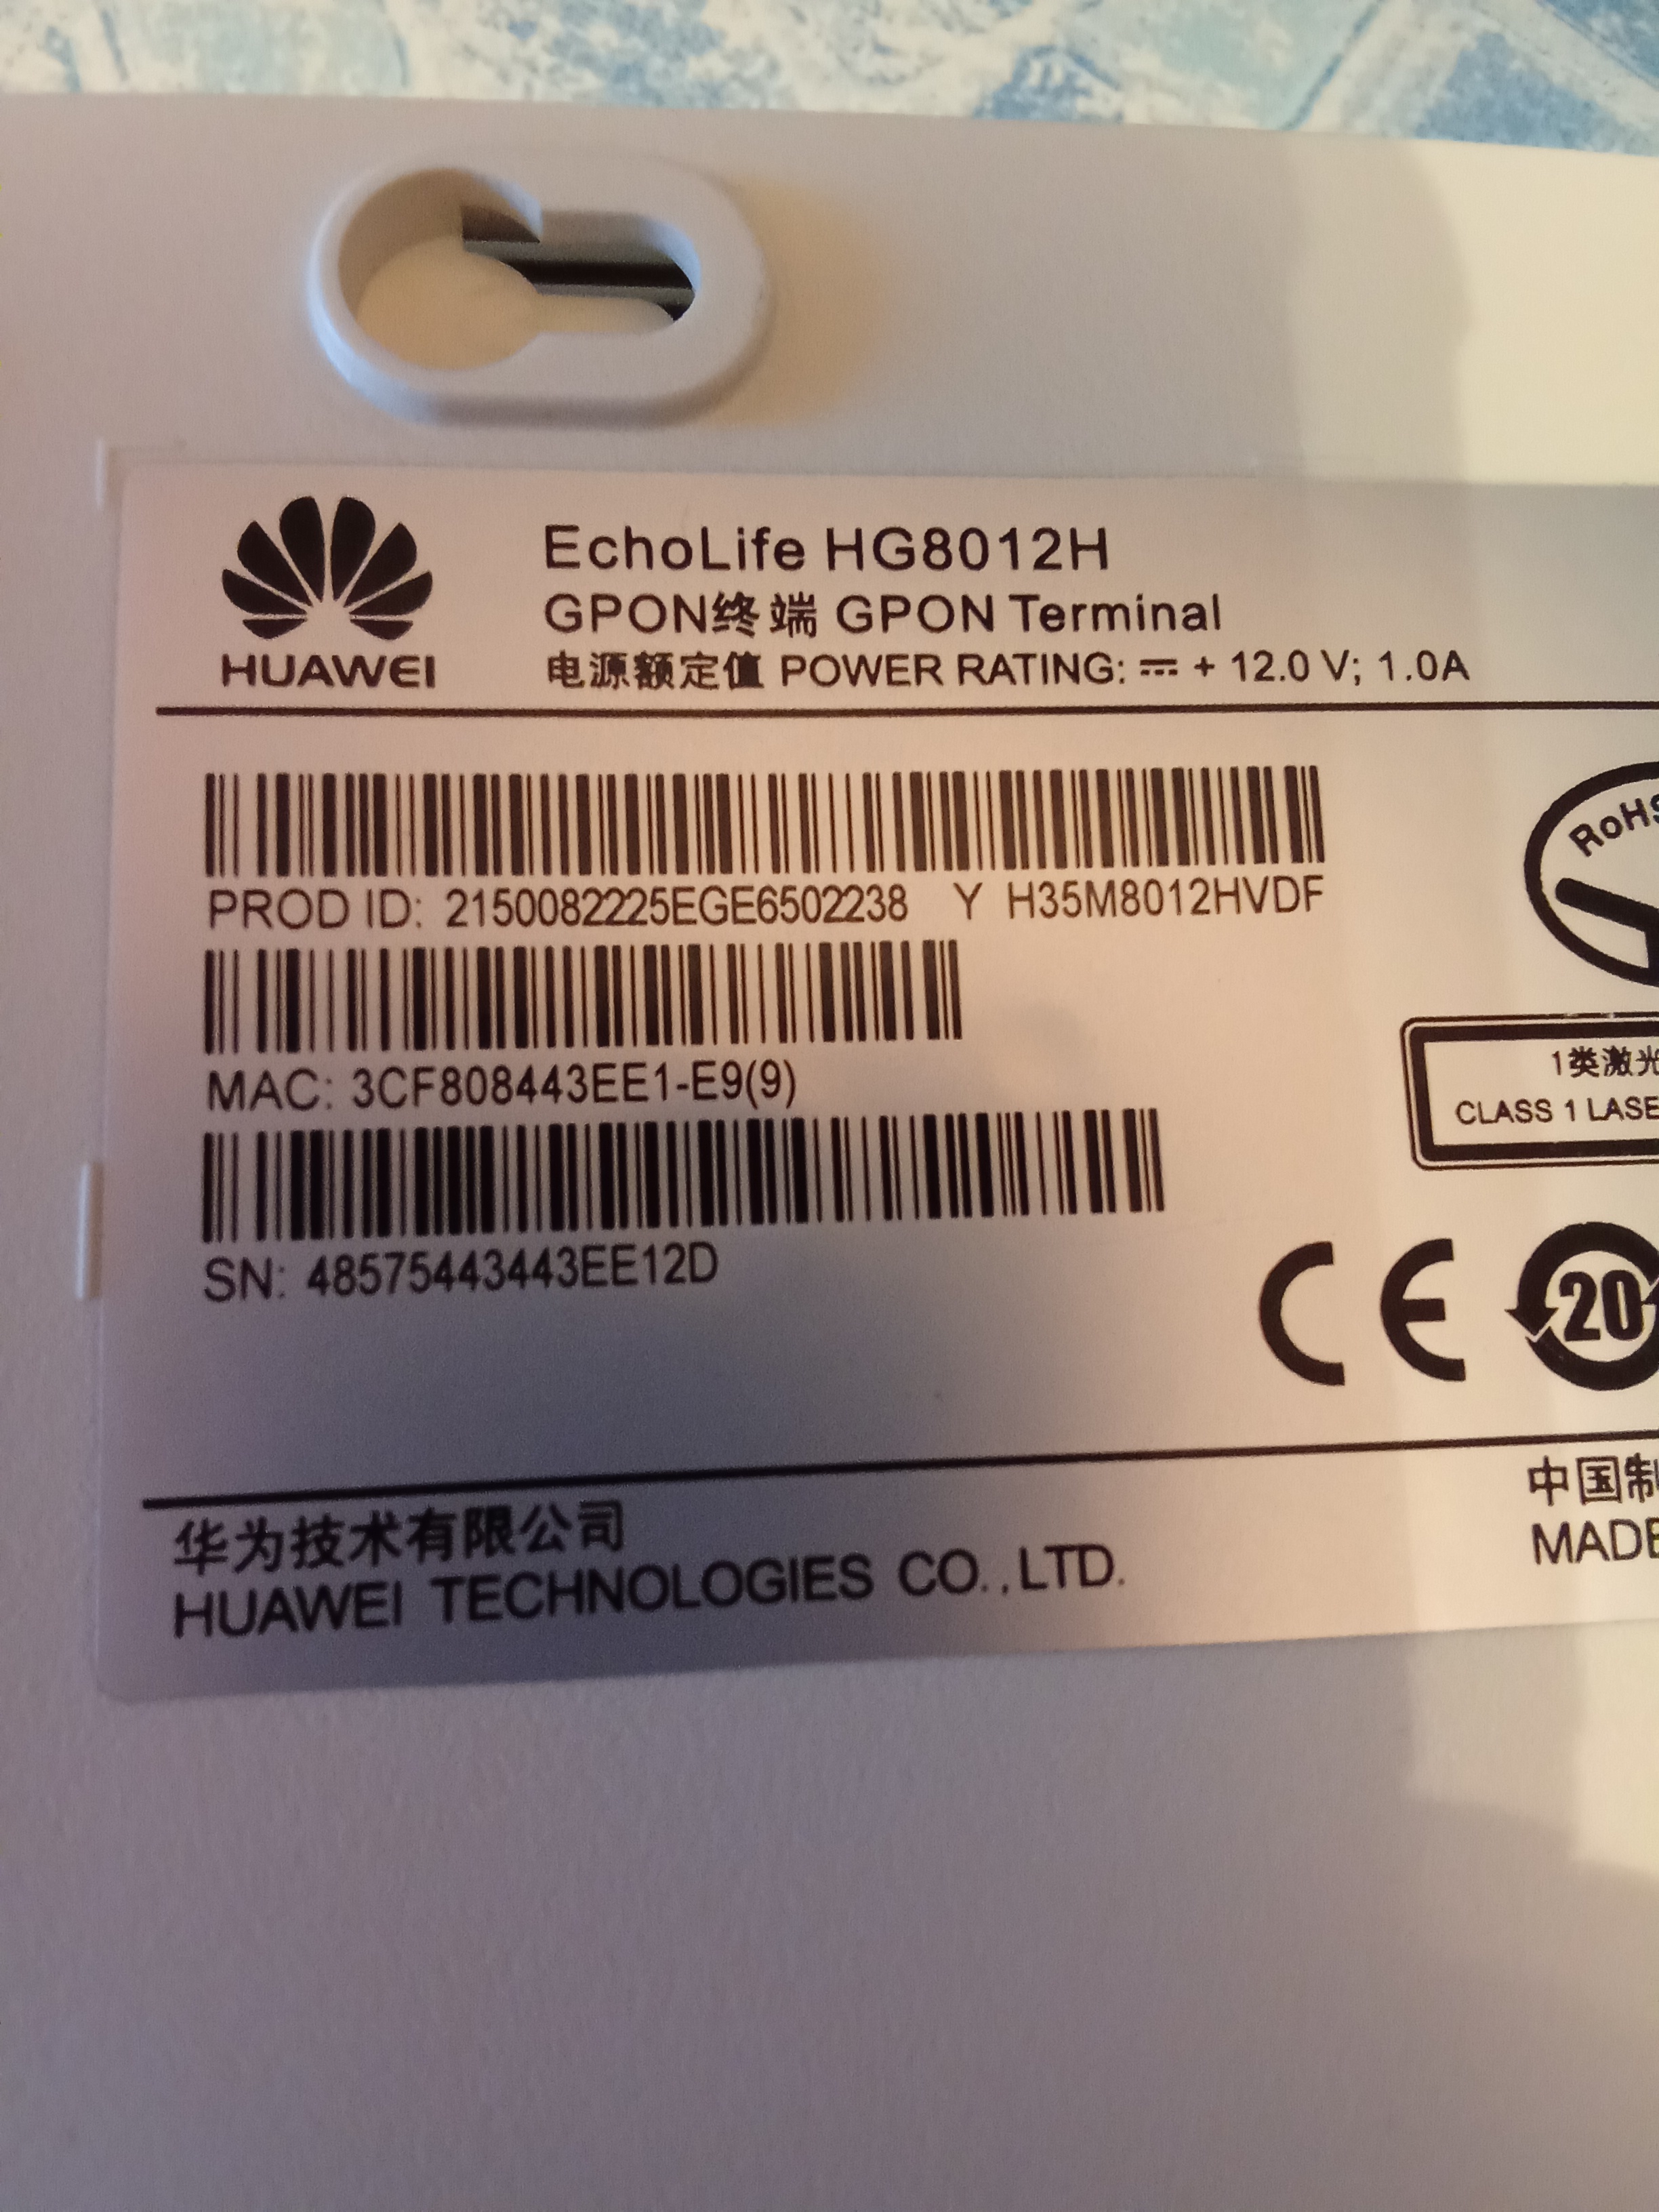 EchoLife HG8012H
GPON终端 GPON Terminal
HUAWEI
电源额定值 POWER RATING: ⎓ + 12.0 V; 1.0A
PROD ID: 2150082225EGE6502238 Y H35M8012HVDF
RoHS
MAC: 3CF808443EE1-E9(9)
1类激光
CLASS 1 LASE
SN: 48575443443EE12D
CE
20
华为技术有限公司
HUAWEI TECHNOLOGIES CO.,LTD.
中国制
MADE